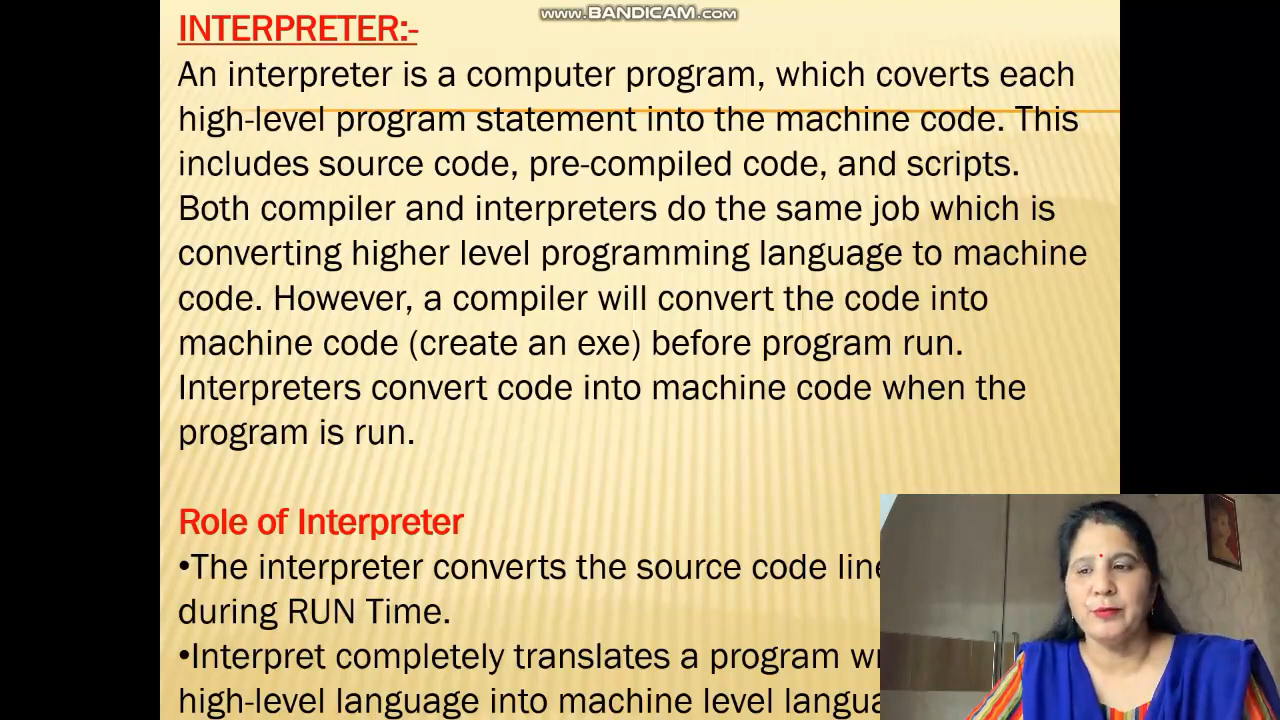 www.BANDICAM.com
INTERPRETER:-
An interpreter is a computer program, which coverts each
high-level program statement into the machine code. This
includes source code, pre-compiled code, and scripts.
Both compiler and interpreters do the same job which is
converting higher level programming language to machine
code. However, a compiler will convert the code into
machine code (create an exe) before program run.
Interpreters convert code into machine code when the
program is run.
Role of Interpreter
•The interpreter converts the source code line
during RUN Time.
•Interpret completely translates a program
high-level language into machine level